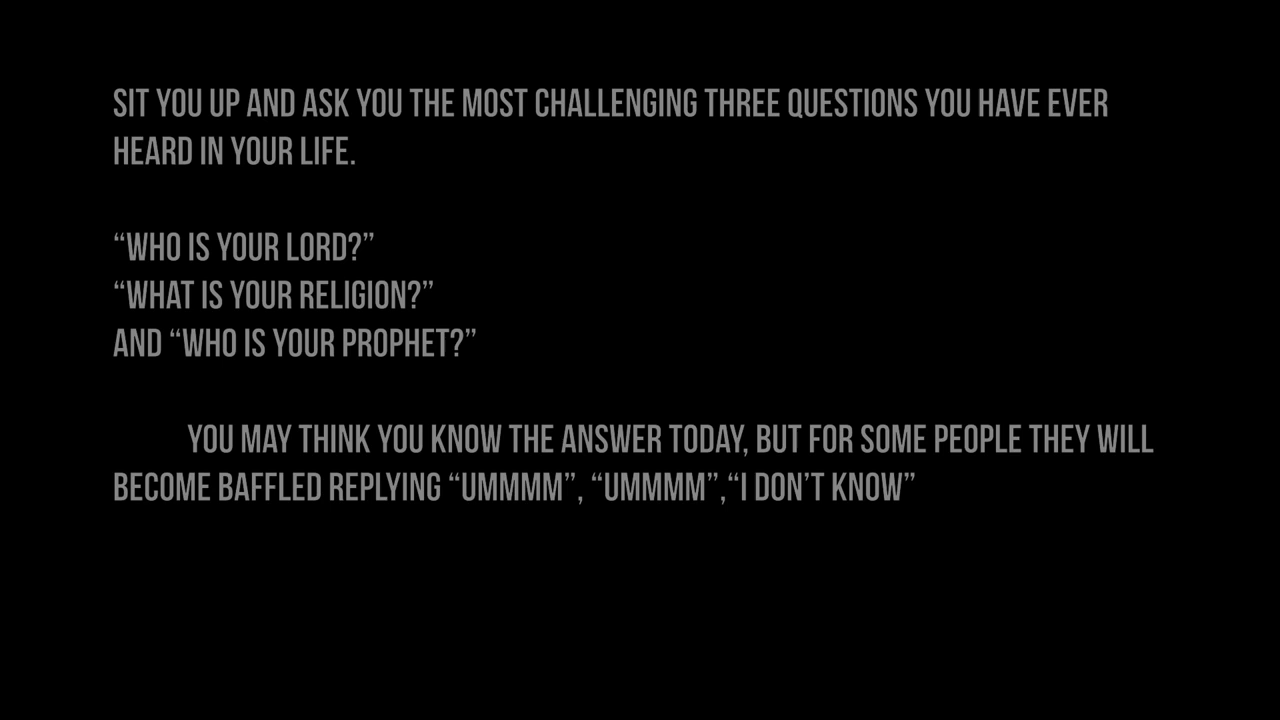 SIT YOU UP AND ASK YOU THE MOST CHALLENGING THREE QUESTIONS YOU HAVE EVER
HEARD IN YOUR LIFE.
“WHO IS YOUR LORD?”
“WHAT IS YOUR RELIGION?”
AND “WHO IS YOUR PROPHET?”
YOU MAY THINK YOU KNOW THE ANSWER TODAY, BUT FOR SOME PEOPLE THEY WILL
BECOME BAFFLED REPLYING “UMMMM”, “UMMMM”,“I DON’T KNOW”